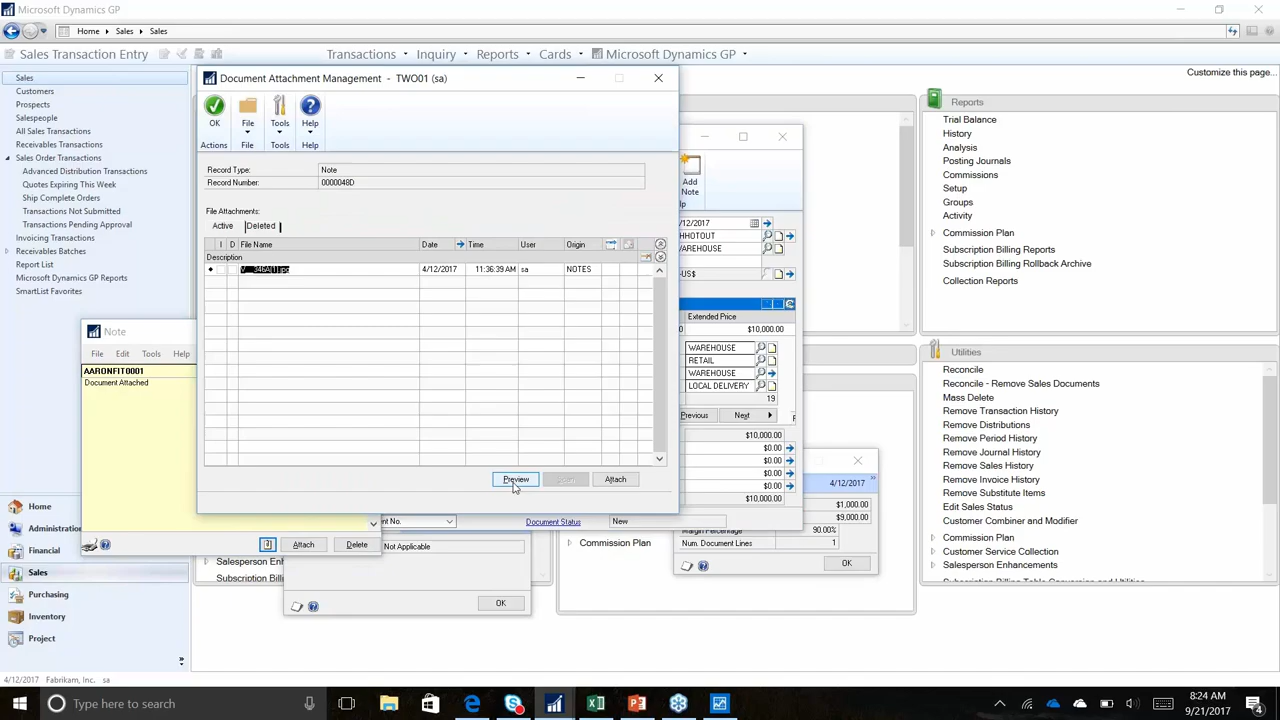 Microsoft Dynamics GP
Home Sales Sales
Sales Transaction Entry
Transactions Inquiry Reports Cards Microsoft Dynamics GP
Customize this page...
Sales
Customers
Prospects
Salespeople
All Sales Transactions
Receivables Transactions
Sales Order Transactions
Advanced Distribution Transactions
Quotes Expiring This Week
Ship Complete Orders
Transactions Not Submitted
Transactions Pending Approval
Invoicing Transactions
Receivables Batches
Report List
Microsoft Dynamics GP Reports
SmartList Favorites
Home
Administration
Financial
Sales
Purchasing
Inventory
Project
4/12/2017 Fabrikam, Inc. sa
Document Attachment Management - TWO01 (sa)
OK File Tools Help
Actions File Tools Help
Record Type: Note
Record Number: 0000048D
File Attachments:
Active Deleted
I D File Name Date Time User Origin
Description
4/12/2017 11:36:39 AM sa NOTES
Preview Attach
Note
File Edit Tools Help
AARONFIT0001
Document Attached
Attach Delete
Add
Note
/12/2017
HHOTOUT
WAREHOUSE
-US$
Extended Price
$10,000.00
WAREHOUSE
RETAIL
WAREHOUSE
LOCAL DELIVERY
19
Previous Next
$10,000.00
$0.00
$0.00
$0.00
$0.00
$10,000.00
ent No. Document Status New
Not Applicable
Salesperson Enh
Subscription Bill
OK
Commission Plan
4/12/2017
$1,000.00
$9,000.00
Margin Percentage 90.00%
Num. Document Lines 1
OK
Reports
Trial Balance
History
Analysis
Posting Journals
Commissions
Setup
Groups
Activity
Commission Plan
Subscription Billing Reports
Subscription Billing Rollback Archive
Collection Reports
Utilities
Reconcile
Reconcile - Remove Sales Documents
Mass Delete
Remove Transaction History
Remove Distributions
Remove Period History
Remove Journal History
Remove Sales History
Remove Invoice History
Remove Substitute Items
Edit Sales Status
Customer Combiner and Modifier
Commission Plan
Customer Service Collection
Salesperson Enhancements
Subscription Billing Table Conversion and Utilities
Type here to search
8:24 AM
9/21/2017